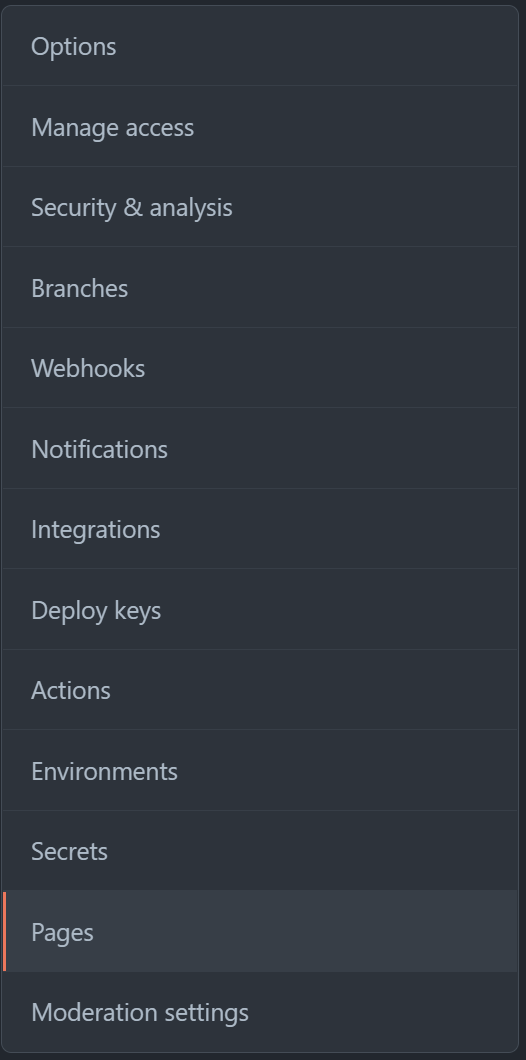 Options
Manage access
Security & analysis
Branches
Webhooks
Notifications
Integrations
Deploy keys
Actions
Environments
Secrets
Pages
Moderation settings